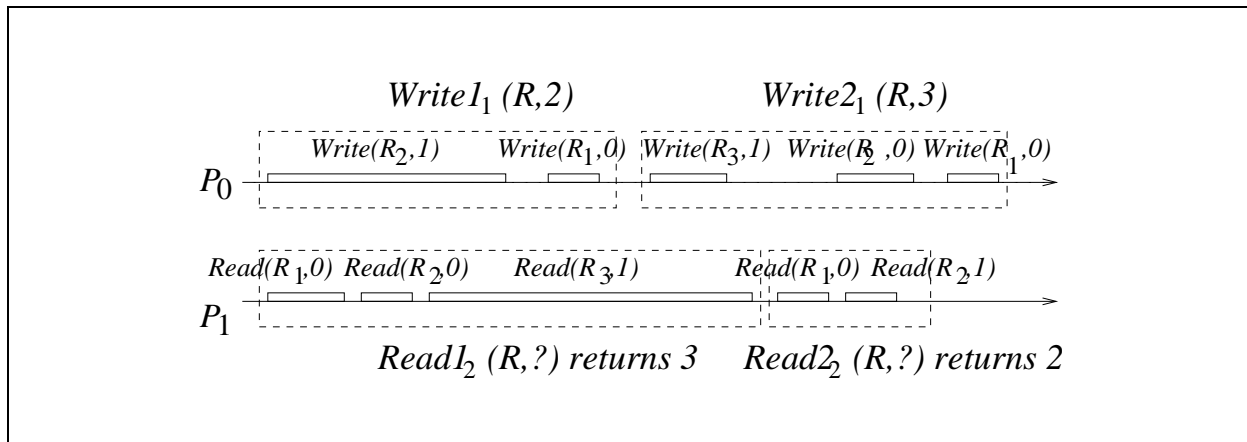 Write1₁ (R,2) Write2₁ (R,3)
Write(R₂,1) Write(R₁,0) Write(R₃,1) Write(R₂ ,0) Write(R₁,0)
P₀
Read(R₁,0) Read(R₂,0) Read(R₃,1) Read(R₁,0) Read(R₂,1)
P₁
Read1₂ (R,?) returns 3 Read2₂ (R,?) returns 2